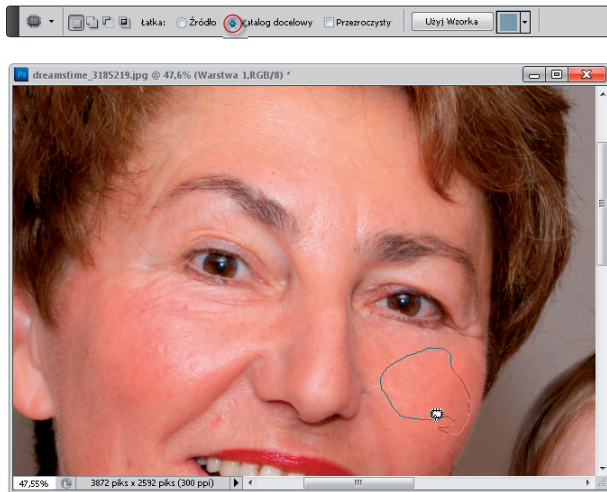 Łatka: Źródło Katalog docelowy Przezroczysty Użyj Wzorka
Ps dreamstime_3185219.jpg @ 47,6% (Warstwa 1,RGB/8) *
47,55% 3872 piks x 2592 piks (300 ppi)